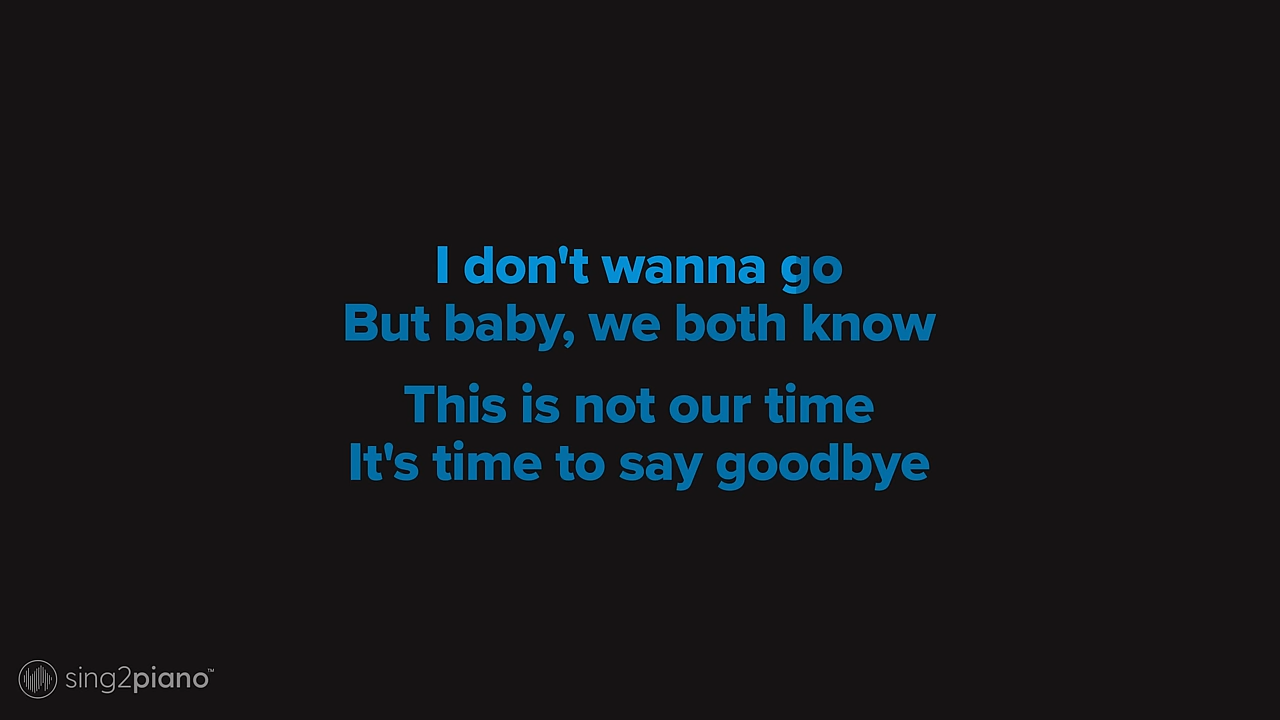 I don't wanna go
But baby, we both know
This is not our time
It's time to say goodbye
sing2piano™